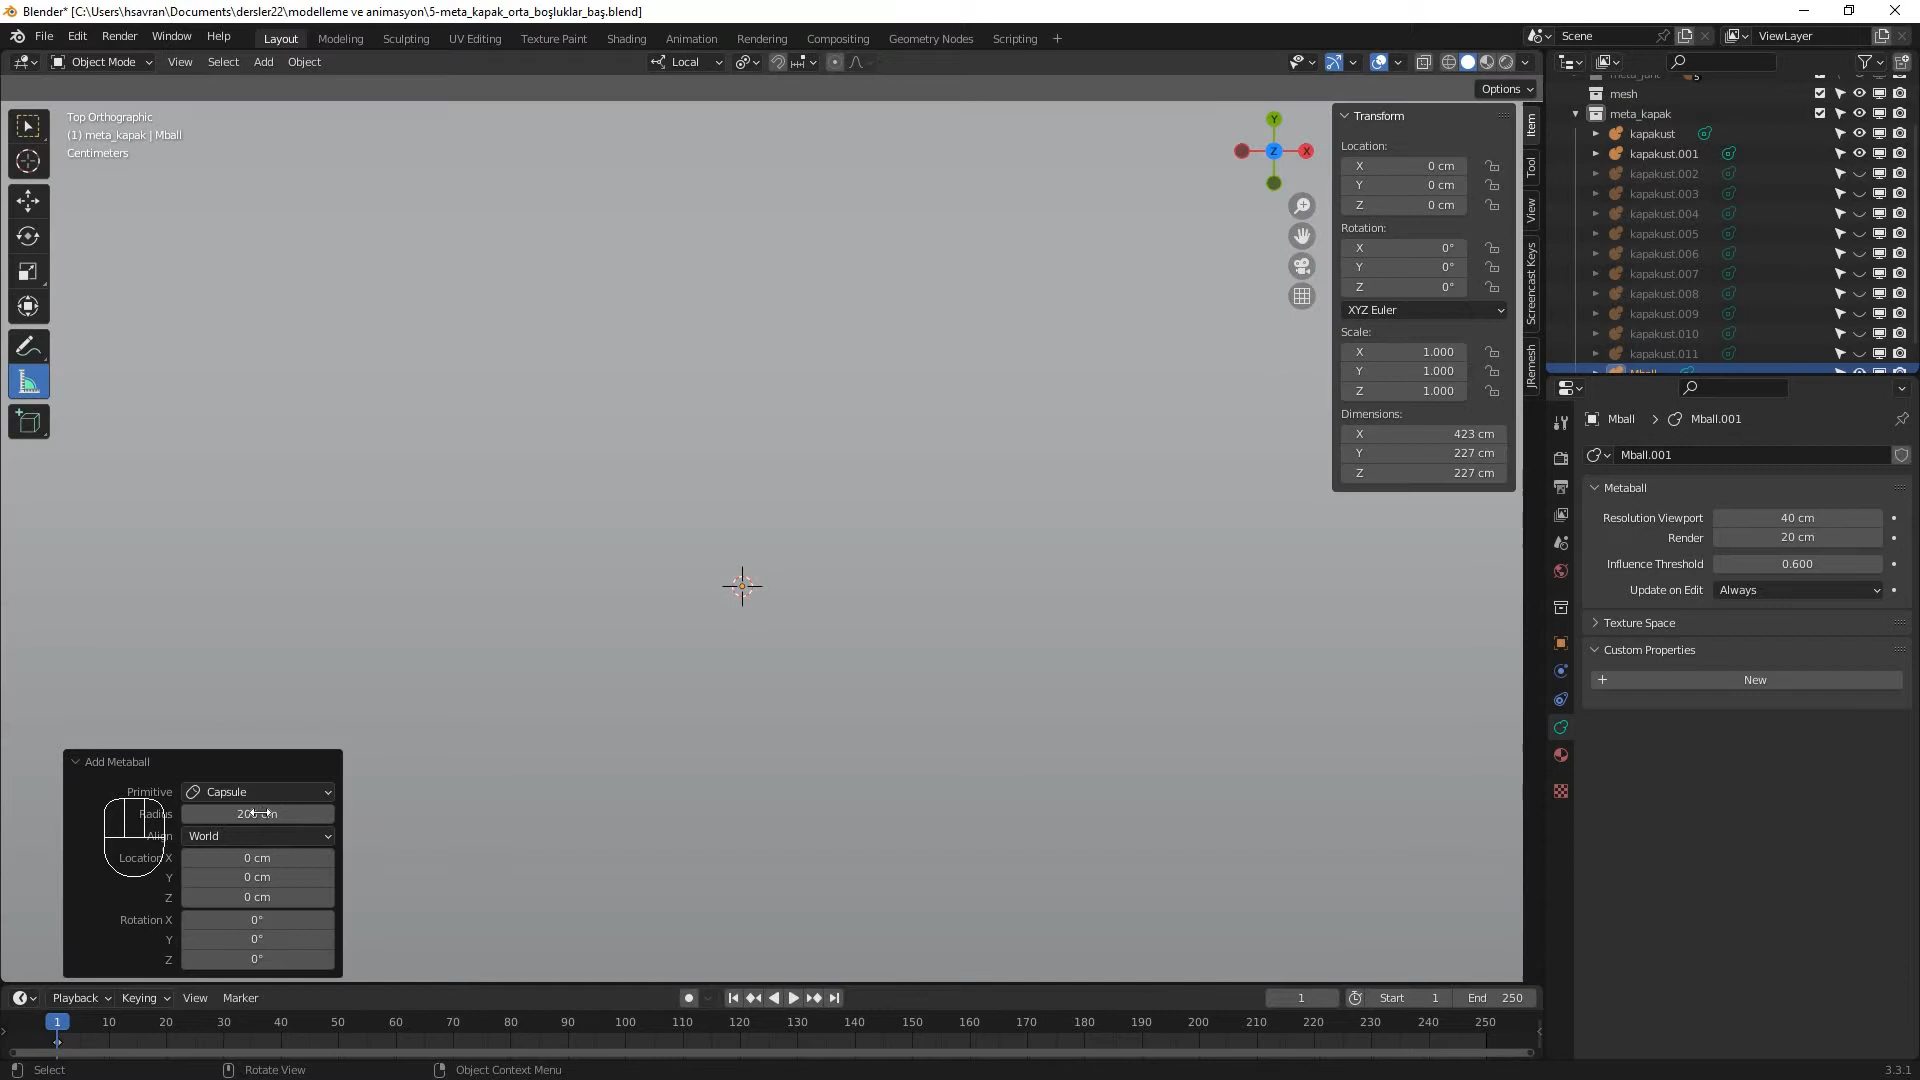 Blender* [C:\Users\hsavran\Documents\dersler22\modelleme ve animasyon\5-meta_kapak_orta_boşluklar_baş.blend]
File Edit Render Window Help
Layout Modeling Sculpting UV Editing Texture Paint Shading Animation Rendering Compositing Geometry Nodes Scripting +
Scene
ViewLayer
Object Mode View Select Add Object
Local
Options
Top Orthographic
(1) meta_kapak | Mball
Centimeters
Y
X
Z
Transform
Location:
X 0 cm
Y 0 cm
Z 0 cm
Rotation:
X 0°
Y 0°
Z 0°
XYZ Euler
Scale:
X 1.000
Y 1.000
Z 1.000
Dimensions:
X 423 cm
Y 227 cm
Z 227 cm
Item
Tool
View
Screencast Keys
JRemesh
mesh
meta_kapak
kapakust
kapakust.001
kapakust.002
kapakust.003
kapakust.004
kapakust.005
kapakust.006
kapakust.007
kapakust.008
kapakust.009
kapakust.010
kapakust.011
Mball
Mball > Mball.001
Mball.001
Metaball
Resolution Viewport 40 cm
Render 20 cm
Influence Threshold 0.600
Update on Edit Always
Texture Space
Custom Properties
New
Add Metaball
Primitive Capsule
Radius
Align World
Location X 0 cm
Y 0 cm
Z 0 cm
Rotation X 0°
Y 0°
Z 0°
Playback Keying View Marker
1
Start 1
End 250
1 10 20 30 40 50 60 70 80 90 100 110 120 130 140 150 160 170 180 190 200 210 220 230 240 250
Select
Rotate View
Object Context Menu
3.3.1